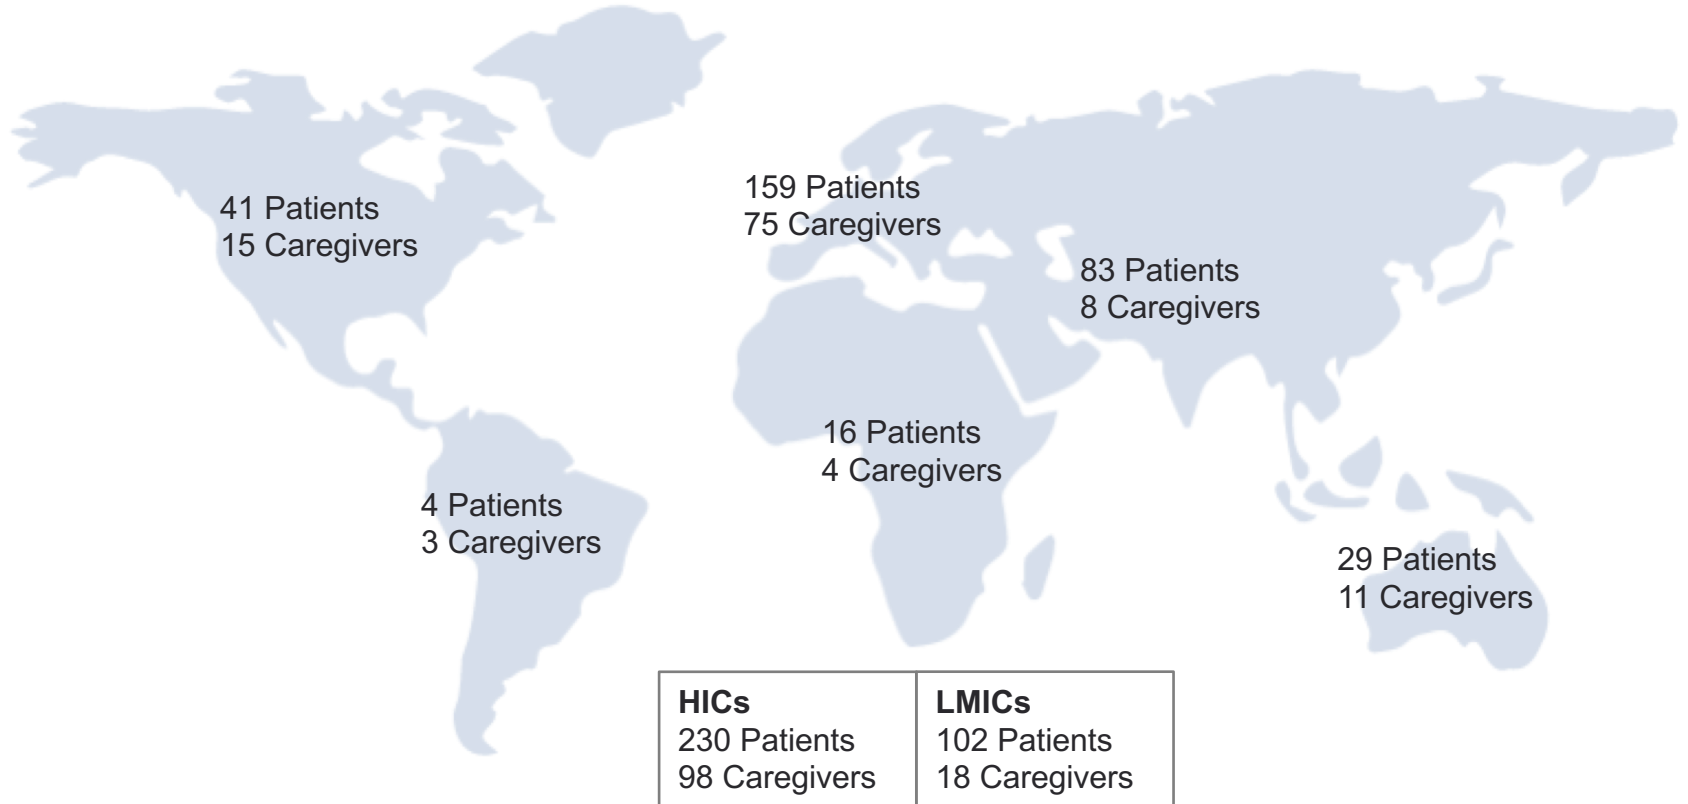 41 Patients
15 Caregivers
159 Patients
75 Caregivers
83 Patients
8 Caregivers
16 Patients
4 Caregivers
4 Patients
3 Caregivers
29 Patients
11 Caregivers
HICs
230 Patients
98 Caregivers
LMICs
102 Patients
18 Caregivers